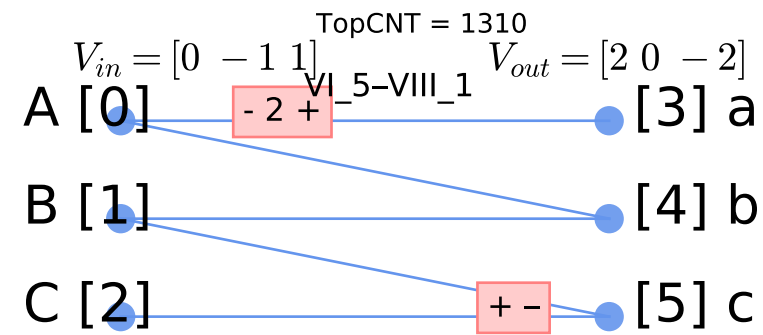 TopCNT = 1310
V_in = [0 −1 1] V_out = [2 0 −2]
VI_5–VIII_1
A [0] - 2 + [3] a
B [1] [4] b
C [2] + – [5] c